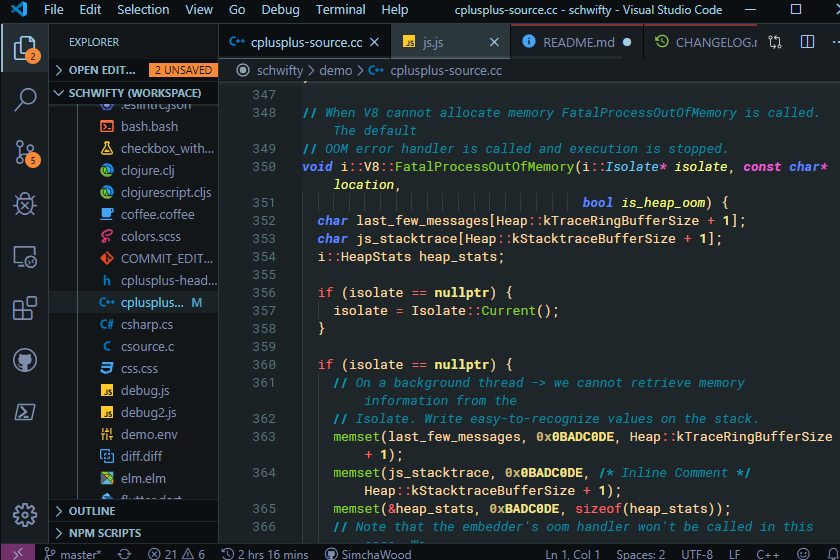 File Edit Selection View Go Debug Terminal Help cplusplus-source.cc - schwifty - Visual Studio Code
EXPLORER
OPEN EDIT... 2 UNSAVED
SCHWIFTY (WORKSPACE)
.eslintrc.json
bash.bash
checkbox_with...
clojure.clj
clojurescript.cljs
coffee.coffee
colors.scss
COMMIT_EDIT...
cplusplus-head...
cplusplus... M
csharp.cs
csource.c
css.css
debug.js
debug2.js
demo.env
diff.diff
elm.elm
flutter.dart
OUTLINE
NPM SCRIPTS
2
5
cplusplus-source.cc js.js README.md CHANGELOG.r
schwifty > demo > cplusplus-source.cc
347
348 // When V8 cannot allocate memory FatalProcessOutOfMemory is called.
The default
349 // OOM error handler is called and execution is stopped.
350 void i::V8::FatalProcessOutOfMemory(i::Isolate* isolate, const char*
location,
351 bool is_heap_oom) {
352 char last_few_messages[Heap::kTraceRingBufferSize + 1];
353 char js_stacktrace[Heap::kStacktraceBufferSize + 1];
354 i::HeapStats heap_stats;
355
356 if (isolate == nullptr) {
357 isolate = Isolate::Current();
358 }
359
360 if (isolate == nullptr) {
361 // On a background thread -> we cannot retrieve memory
information from the
362 // Isolate. Write easy-to-recognize values on the stack.
363 memset(last_few_messages, 0x0BADC0DE, Heap::kTraceRingBufferSize
+ 1);
364 memset(js_stacktrace, 0x0BADC0DE, /* Inline Comment */
Heap::kStacktraceBufferSize + 1);
365 memset(&heap_stats, 0xBADC0DE, sizeof(heap_stats));
366 // Note that the embedder's oom handler won't be called in this
master* 21 6 2 hrs 16 mins SimchaWood Ln 1, Col 1 Spaces: 2 UTF-8 LF C++